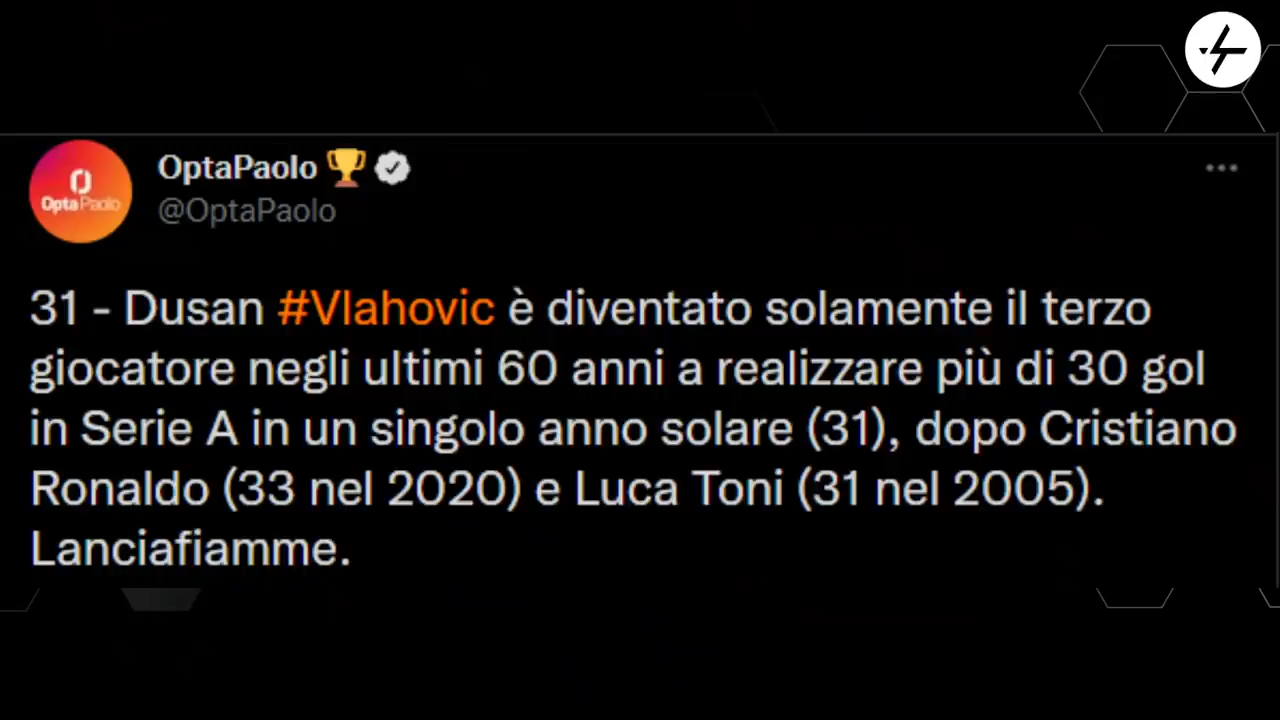 OptaPaolo 🏆
@OptaPaolo
Opta Paolo
31 - Dusan #Vlahovic è diventato solamente il terzo
giocatore negli ultimi 60 anni a realizzare più di 30 gol
in Serie A in un singolo anno solare (31), dopo Cristiano
Ronaldo (33 nel 2020) e Luca Toni (31 nel 2005).
Lanciafiamme.